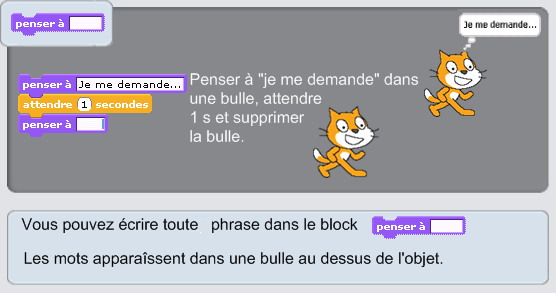 penser à
Je me demande...
penser à Je me demande...
attendre 1 secondes
penser à
Penser à "je me demande" dans
une bulle, attendre
1 s et supprimer
la bulle.
Vous pouvez écrire toute phrase dans le block penser à
Les mots apparaîssent dans une bulle au dessus de l'objet.